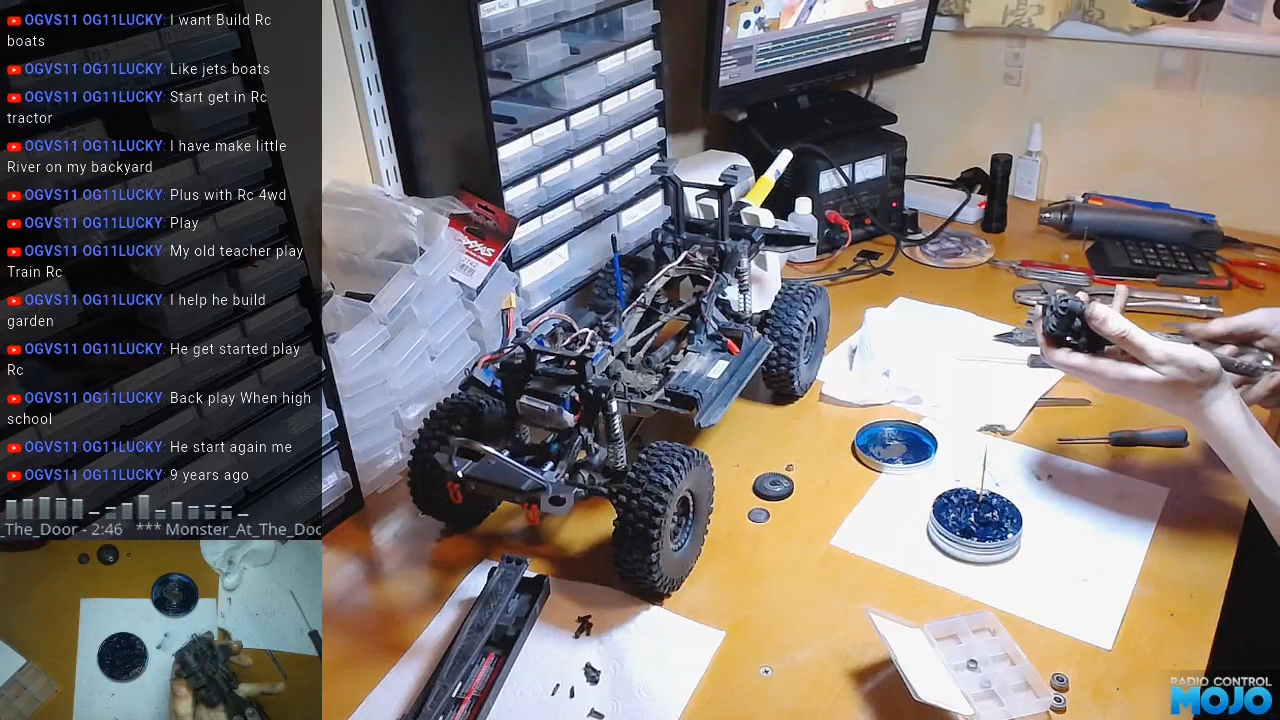 OGVS11 OG11LUCKY: I want Build Rc
boats
OGVS11 OG11LUCKY: Like jets boats
OGVS11 OG11LUCKY: Start get in Rc
tractor
OGVS11 OG11LUCKY: I have make little
River on my backyard
OGVS11 OG11LUCKY: Plus with Rc 4wd
OGVS11 OG11LUCKY: Play
OGVS11 OG11LUCKY: My old teacher play
Train Rc
OGVS11 OG11LUCKY: I help he build
garden
OGVS11 OG11LUCKY: He get started play
Rc
OGVS11 OG11LUCKY: Back play When high
school
OGVS11 OG11LUCKY: He start again me
OGVS11 OG11LUCKY: 9 years ago
_The_Door - 2:46 *** Monster_At_The_Doo
TRAXXAS
RADIO CONTROL
MOJO